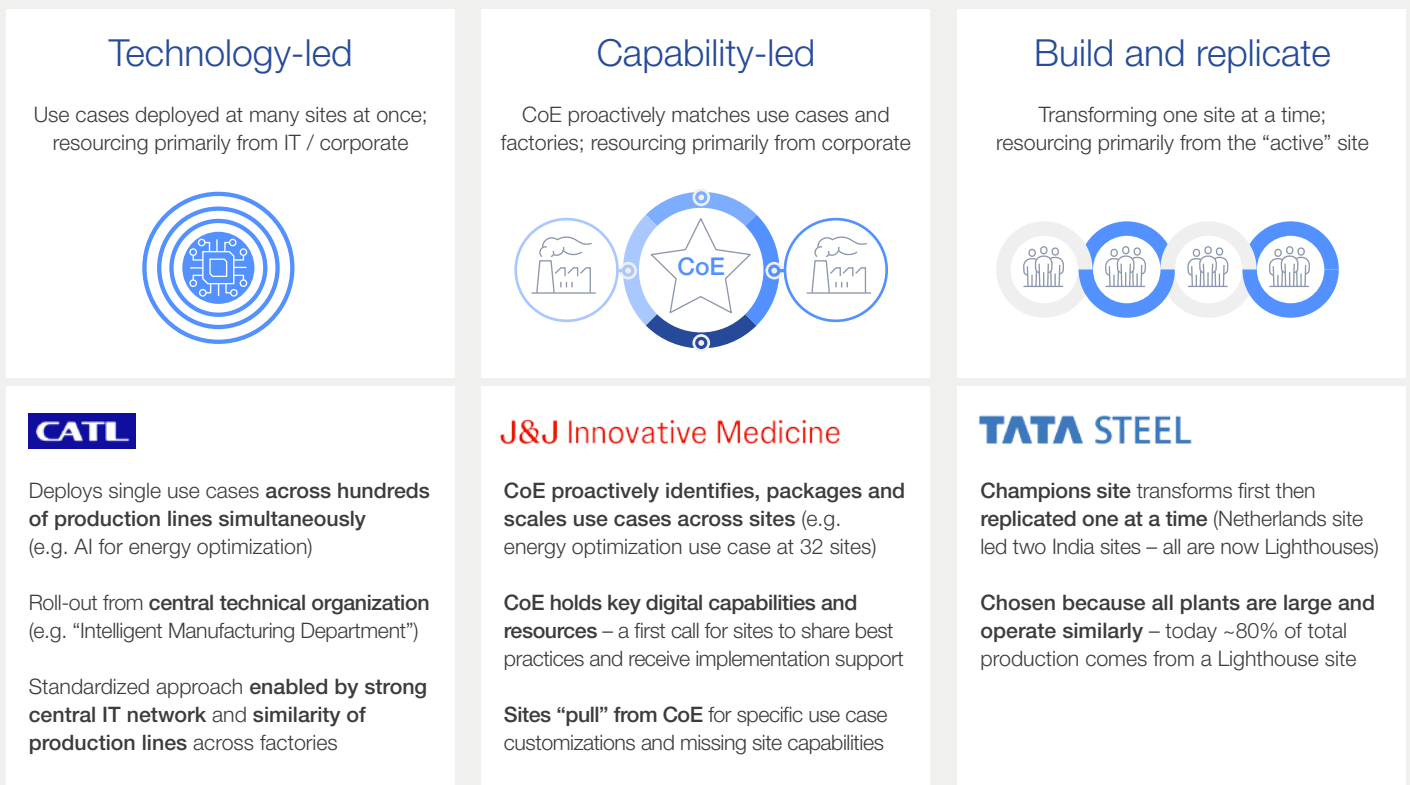 Technology-led
Use cases deployed at many sites at once;
resourcing primarily from IT / corporate
CATL
Deploys single use cases across hundreds
of production lines simultaneously
(e.g. AI for energy optimization)
Roll-out from central technical organization
(e.g. “Intelligent Manufacturing Department”)
Standardized approach enabled by strong
central IT network and similarity of
production lines across factories
Capability-led
CoE proactively matches use cases and
factories; resourcing primarily from corporate
CoE
J&J Innovative Medicine
CoE proactively identifies, packages and
scales use cases across sites (e.g.
energy optimization use case at 32 sites)
CoE holds key digital capabilities and
resources – a first call for sites to share best
practices and receive implementation support
Sites “pull” from CoE for specific use case
customizations and missing site capabilities
Build and replicate
Transforming one site at a time;
resourcing primarily from the “active” site
TATA STEEL
Champions site transforms first then
replicated one at a time (Netherlands site
led two India sites – all are now Lighthouses)
Chosen because all plants are large and
operate similarly – today ~80% of total
production comes from a Lighthouse site